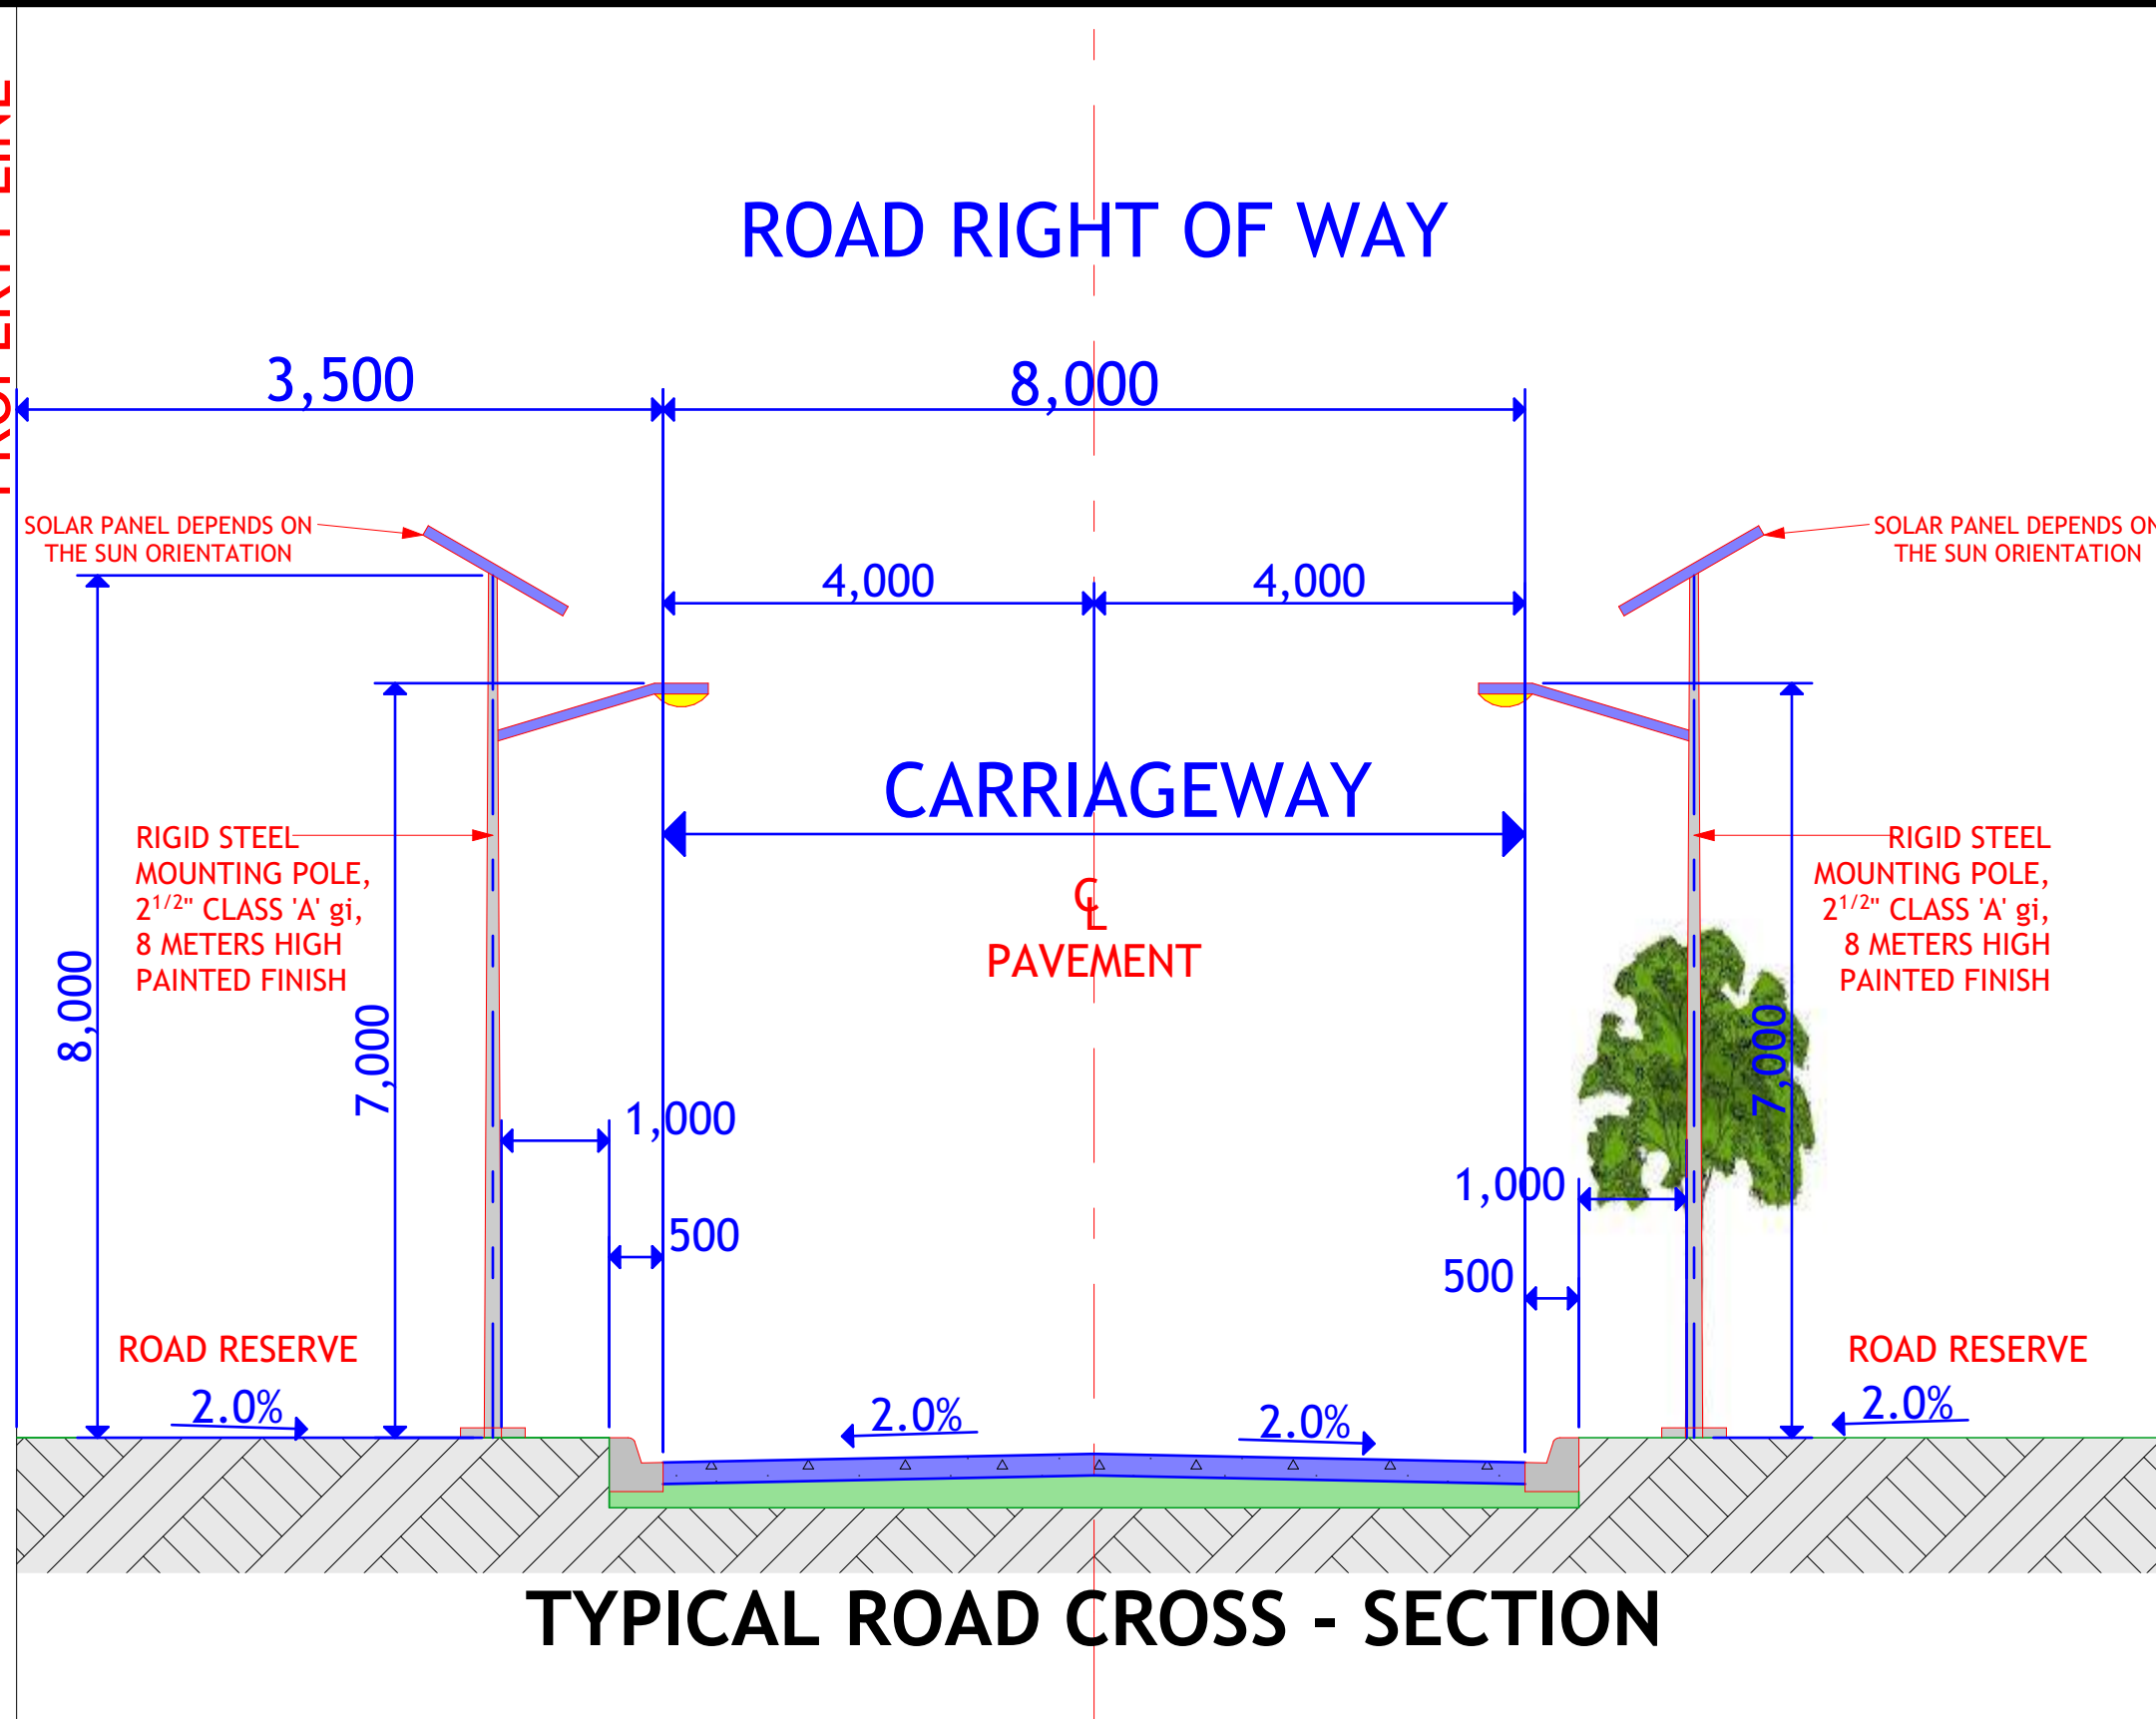 PROPERTY LINE
ROAD RIGHT OF WAY
3,500
8,000
SOLAR PANEL DEPENDS ON
THE SUN ORIENTATION
SOLAR PANEL DEPENDS ON
THE SUN ORIENTATION
4,000
4,000
CARRIAGEWAY
RIGID STEEL
MOUNTING POLE,
2 1/2" CLASS 'A' gi,
8 METERS HIGH
PAINTED FINISH
RIGID STEEL
MOUNTING POLE,
2 1/2" CLASS 'A' gi,
8 METERS HIGH
PAINTED FINISH
℄
PAVEMENT
8,000
7,000
7,000
1,000
1,000
500
500
ROAD RESERVE
ROAD RESERVE
2.0%
2.0%
2.0%
2.0%
TYPICAL ROAD CROSS - SECTION